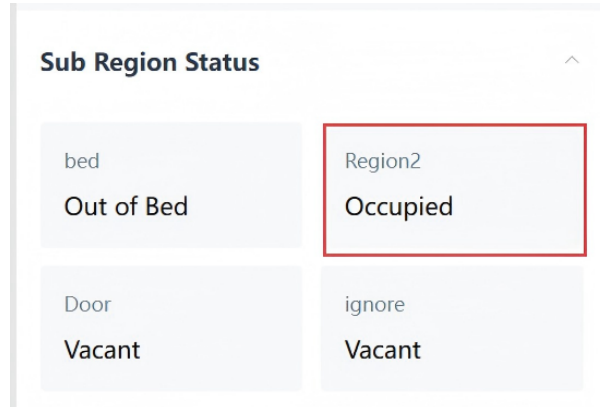 Sub Region Status
bed
Out of Bed
Region2
Occupied
Door
Vacant
ignore
Vacant